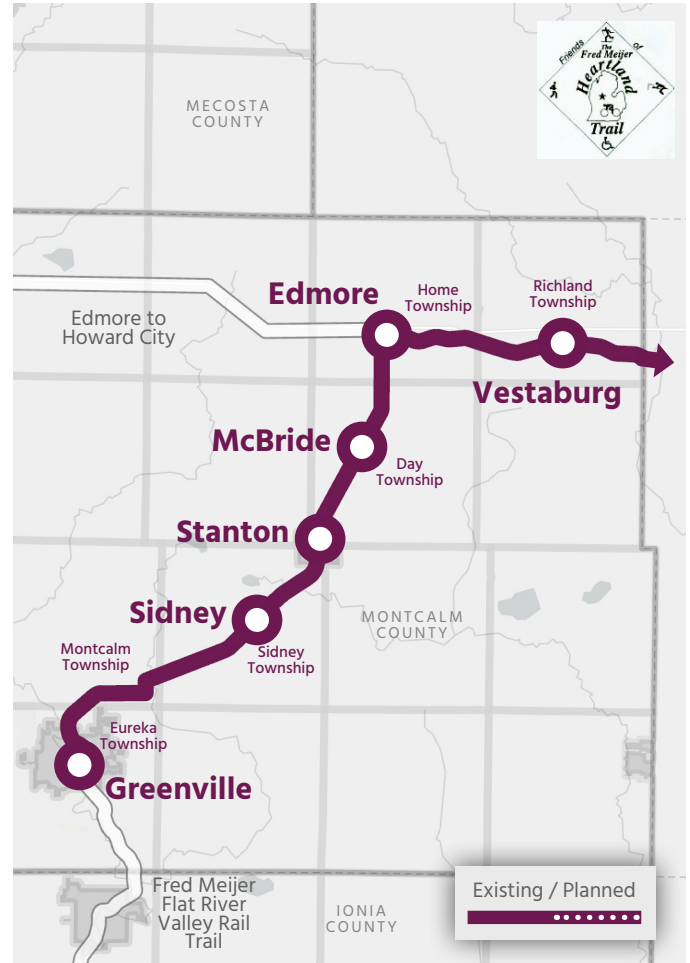 Friends of
The
Fred Meijer
Heartland
Trail
MECOSTA
COUNTY
Edmore
Home
Township
Richland
Township
Edmore to
Howard City
Vestaburg
McBride
Day
Township
Stanton
Sidney
MONTCALM
COUNTY
Montcalm
Township
Sidney
Township
Eureka
Township
Greenville
Fred Meijer
Flat River
Valley Rail
Trail
IONIA
COUNTY
Existing / Planned